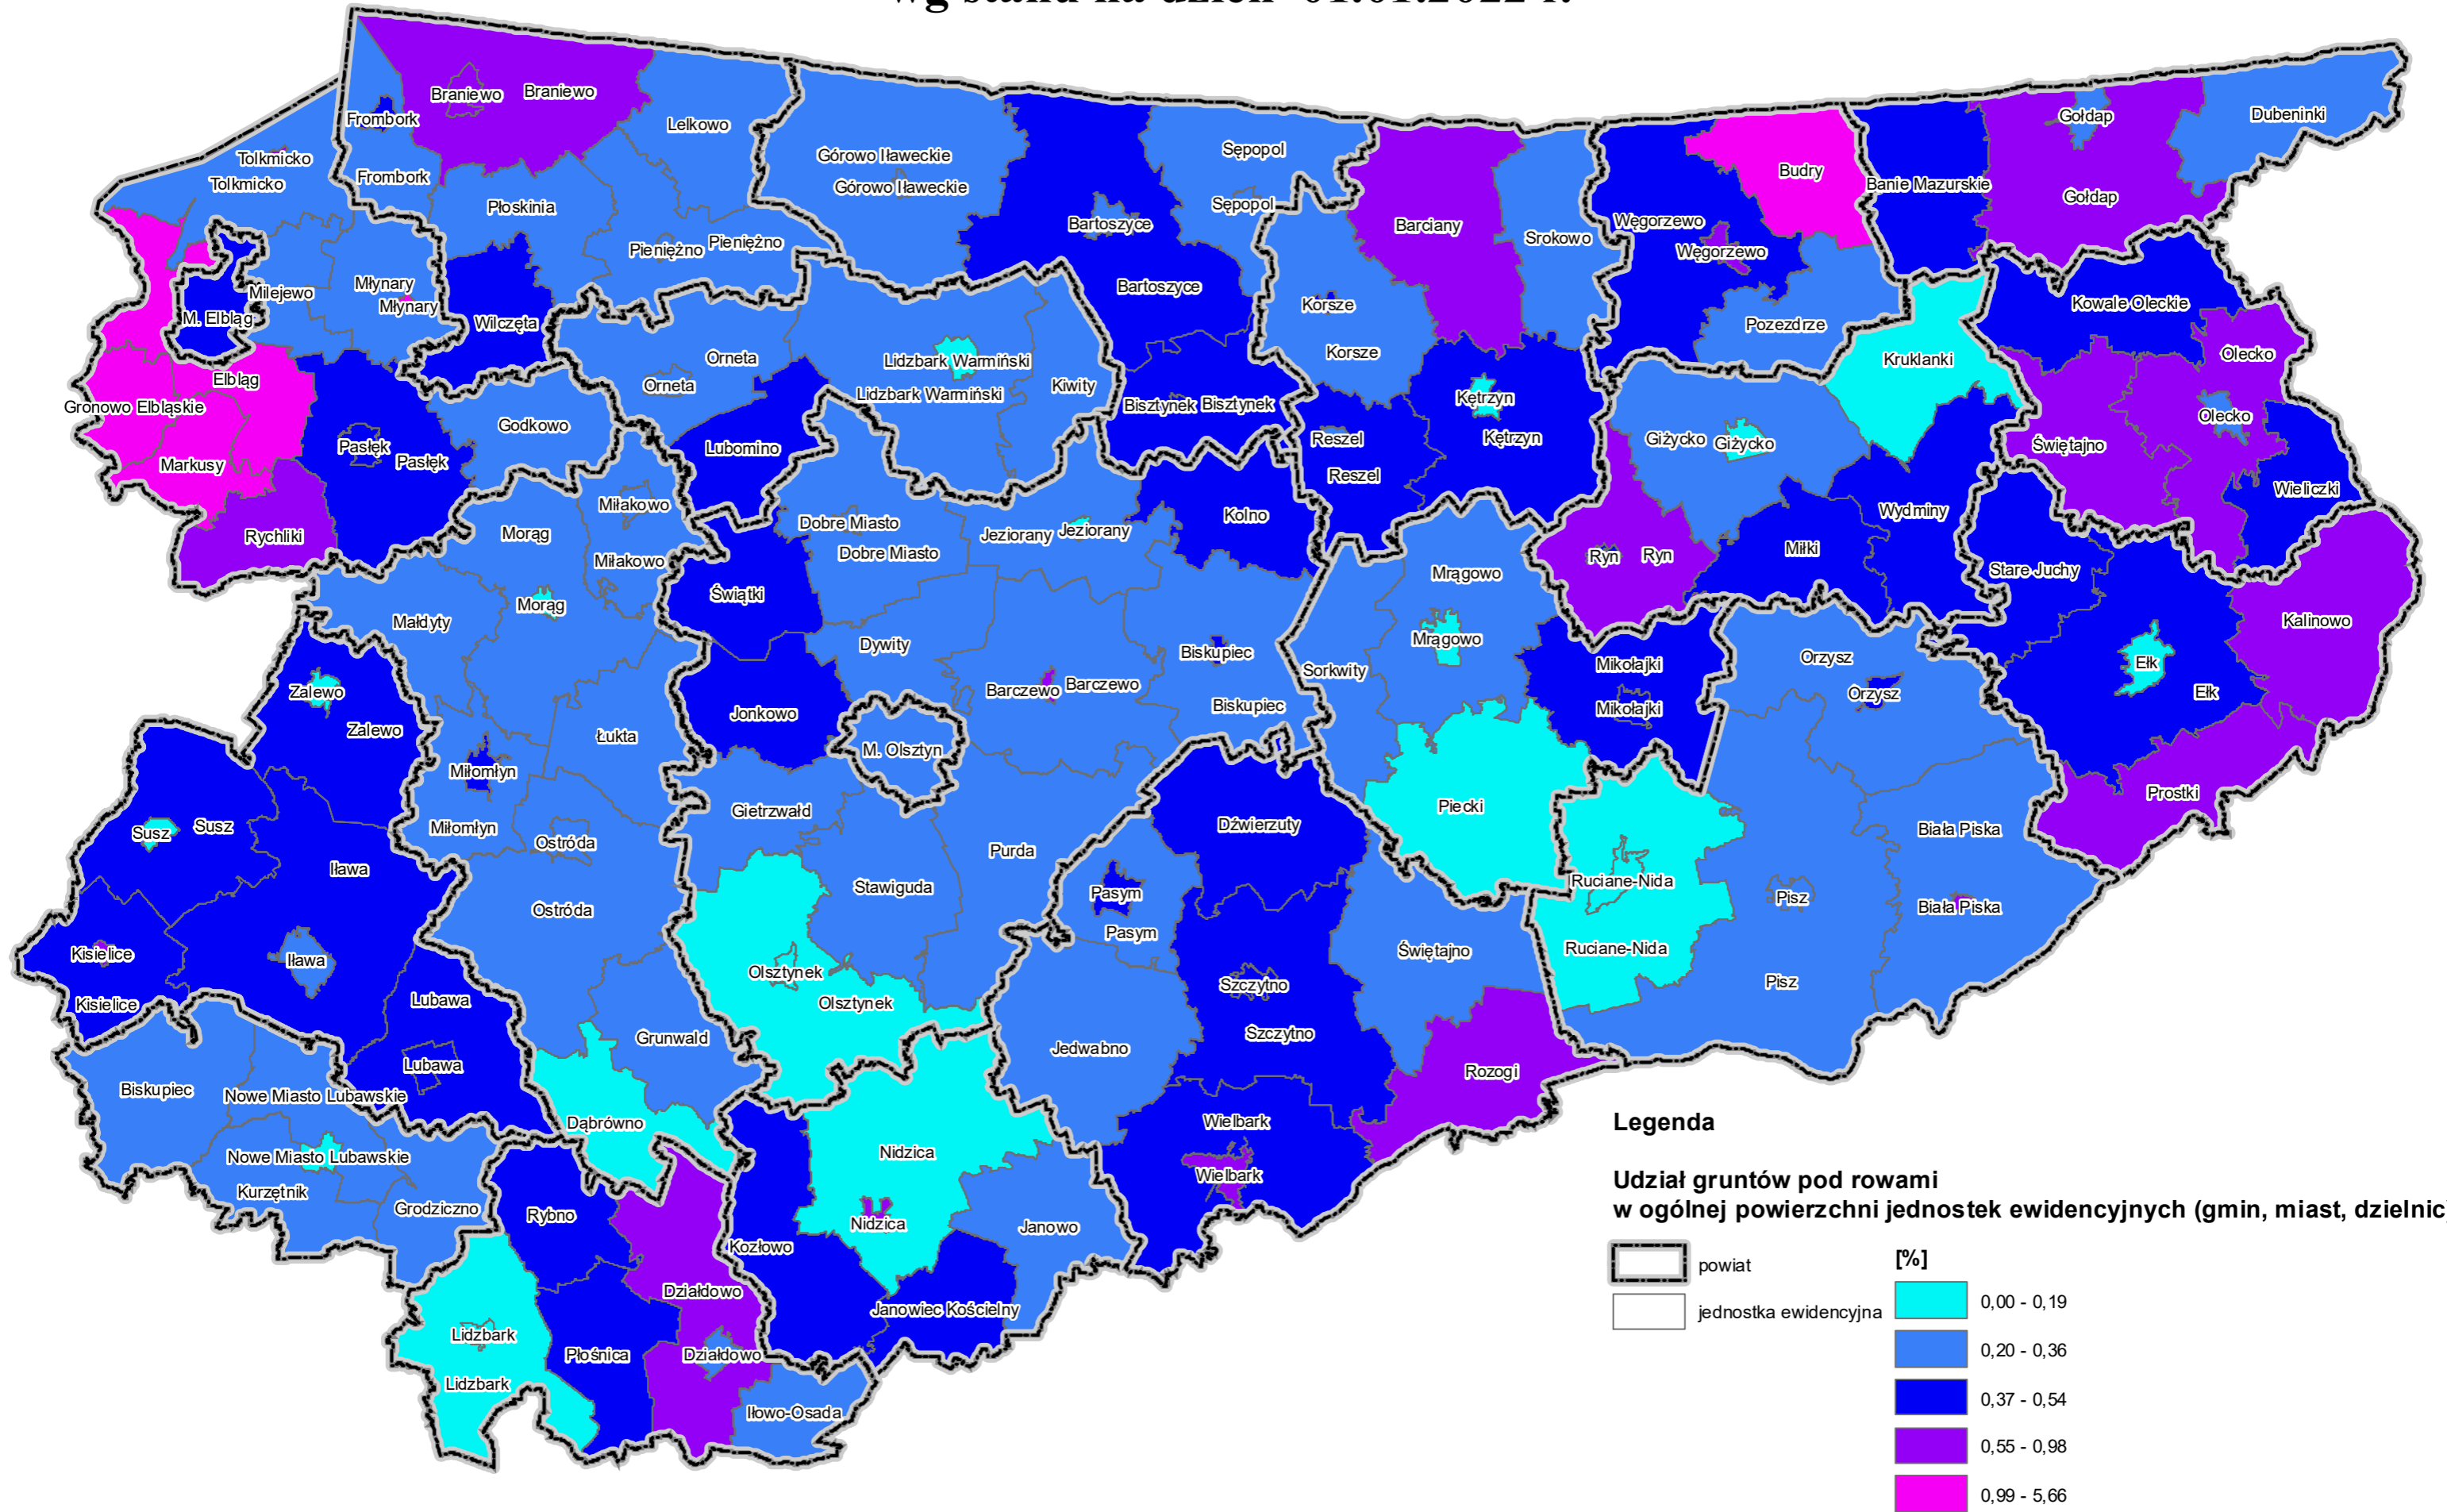 wg stanu na dzień 01.01.2022 r.
Braniewo
Braniewo
Frombork
Lelkowo
Tolkmicko
Tolkmicko
Frombork
Płoskinia
Pieniężno
Pieniężno
Górowo Iławeckie
Górowo Iławeckie
Sępopol
Sępopol
Bartoszyce
Bartoszyce
Barciany
Srokowo
Węgorzewo
Węgorzewo
Budry
Banie Mazurskie
Gołdap
Gołdap
Dubeninki
Milejewo
Młynary
Młynary
M. Elbląg
Wilczęta
Korsze
Korsze
Pozezdrze
Kruklanki
Kowale Oleckie
Olecko
Olecko
Elbląg
Gronowo Elbląskie
Markusy
Pasłęk
Pasłęk
Godkowo
Orneta
Orneta
Lidzbark Warmiński
Lidzbark Warmiński
Kiwity
Bisztynek
Bisztynek
Kętrzyn
Kętrzyn
Reszel
Reszel
Giżycko
Giżycko
Świętajno
Wieliczki
Lubomino
Rychliki
Morąg
Miłakowo
Miłakowo
Dobre Miasto
Dobre Miasto
Jeziorany
Jeziorany
Kolno
Mrągowo
Mrągowo
Ryn
Ryn
Miłki
Wydminy
Stare Juchy
Kalinowo
Małdyty
Morąg
Świątki
Dywity
Biskupiec
Biskupiec
Barczewo
Barczewo
Sorkwity
Mikołajki
Mikołajki
Orzysz
Orzysz
Ełk
Ełk
Zalewo
Zalewo
Miłomłyn
Miłomłyn
Łukta
Jonkowo
M. Olsztyn
Gietrzwałd
Purda
Stawiguda
Dźwierzuty
Piecki
Prostki
Biała Piska
Biała Piska
Susz
Susz
Iława
Iława
Ostróda
Ostróda
Kisielice
Kisielice
Lubawa
Lubawa
Olsztynek
Olsztynek
Pasym
Pasym
Świętajno
Ruciane-Nida
Ruciane-Nida
Pisz
Pisz
Szczytno
Szczytno
Grunwald
Jedwabno
Rozogi
Biskupiec
Nowe Miasto Lubawskie
Nowe Miasto Lubawskie
Kurzętnik
Grodziczno
Dąbrówno
Nidzica
Nidzica
Wielbark
Wielbark
Janowo
Rybno
Kozłowo
Działdowo
Działdowo
Janowiec Kościelny
Lidzbark
Lidzbark
Płośnica
Iłowo-Osada
Legenda
Udział gruntów pod rowami
w ogólnej powierzchni jednostek ewidencyjnych (gmin, miast, dzielnic)
powiat
jednostka ewidencyjna
[%]
0,00 - 0,19
0,20 - 0,36
0,37 - 0,54
0,55 - 0,98
0,99 - 5,66